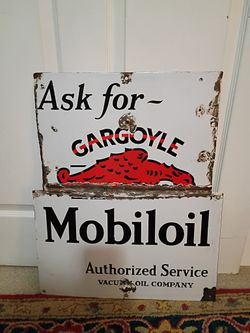 Ask for-
GARGOYLE
Mobiloil
Authorized Service
VACUUM OIL COMPANY